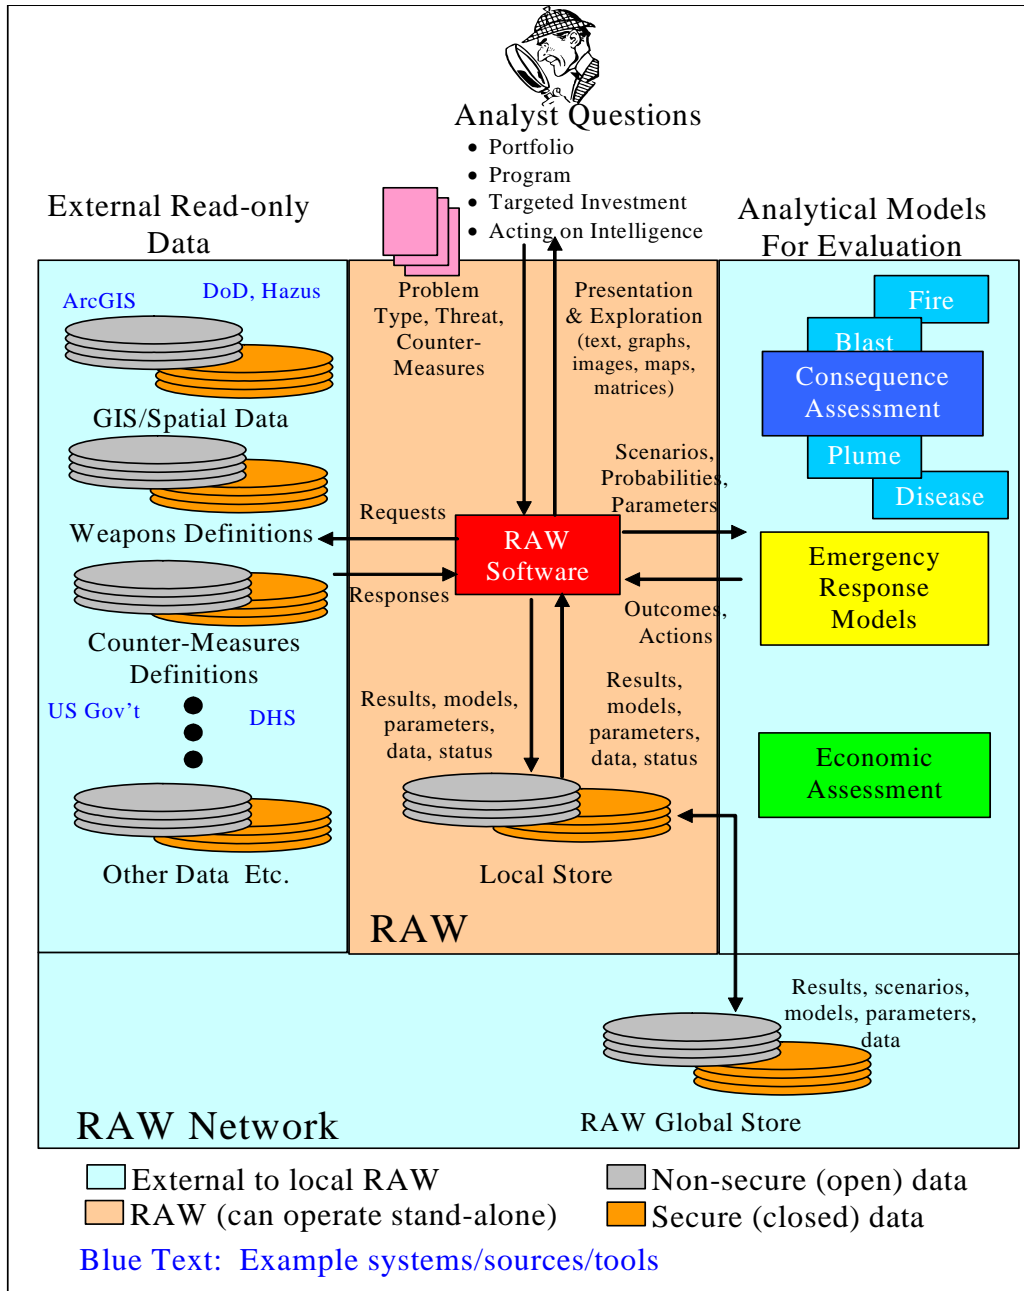 Analyst Questions
• Portfolio
• Program
• Targeted Investment
• Acting on Intelligence
External Read-only
Data
ArcGIS
DoD, Hazus
GIS/Spatial Data
Weapons Definitions
Counter-Measures
Definitions
US Gov't
DHS
Other Data  Etc.
Problem
Type, Threat,
Counter-
Measures
Presentation
& Exploration
(text, graphs,
images, maps,
matrices)
Requests
Responses
RAW
Software
Scenarios,
Probabilities,
Parameters
Outcomes,
Actions
Results, models,
parameters,
data, status
Results,
models,
parameters,
data, status
Local Store
RAW
Analytical Models
For Evaluation
Fire
Blast
Consequence
Assessment
Plume
Disease
Emergency
Response
Models
Economic
Assessment
Results, scenarios,
models, parameters,
data
RAW Global Store
RAW Network
External to local RAW
RAW (can operate stand-alone)
Non-secure (open) data
Secure (closed) data
Blue Text:  Example systems/sources/tools